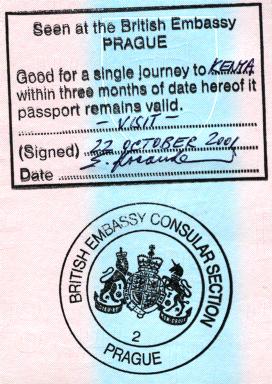 Seen at the British Embassy
PRAGUE
Good for a single journey to KENYA
within three months of date hereof if
passport remains valid.
- VISIT -
(Signed) 22 OCTOBER 2001
Date
BRITISH EMBASSY CONSULAR SECTION
2
PRAGUE